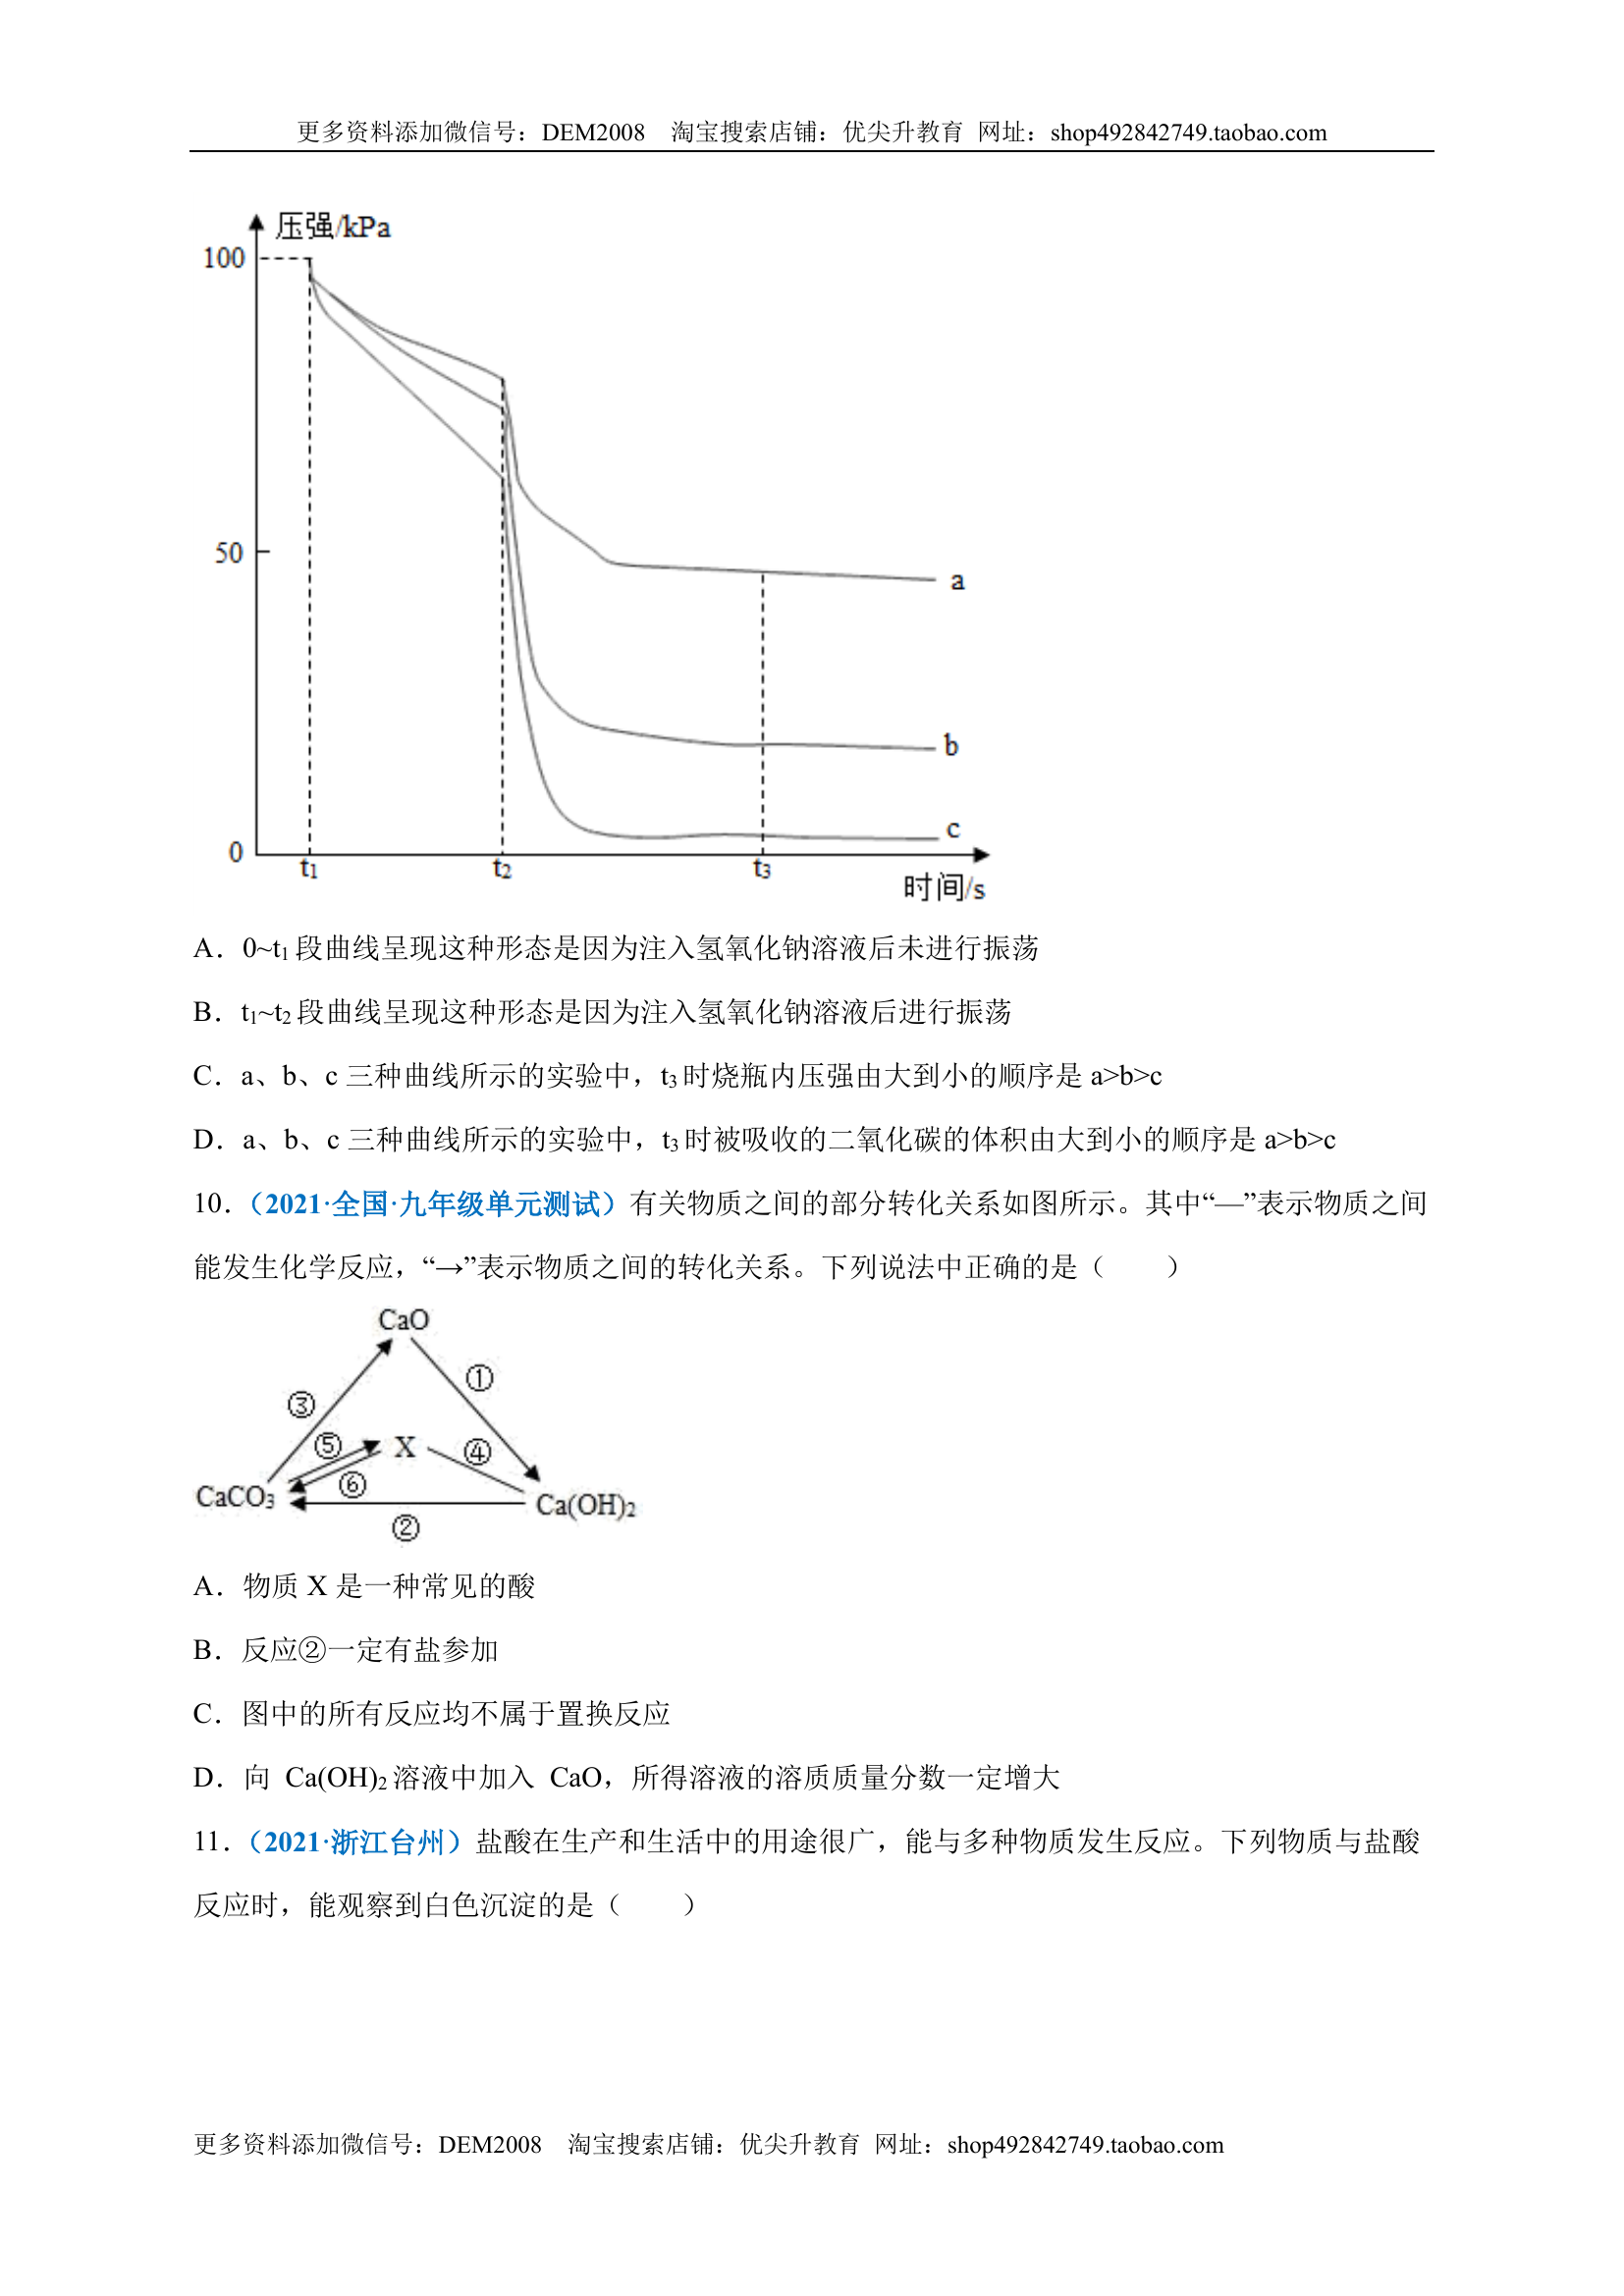 更多资料添加微信号：DEM2008 淘宝搜索店铺：优尖升教育 网址：shop492842749.taobao.com
压强/kPa
100
50
a
b
c
0
t₁ t₂ t₃
时间/s
A．0~t₁段曲线呈现这种形态是因为注入氢氧化钠溶液后未进行振荡
B．t₁~t₂段曲线呈现这种形态是因为注入氢氧化钠溶液后进行振荡
C．a、b、c 三种曲线所示的实验中，t₃时烧瓶内压强由大到小的顺序是 a>b>c
D．a、b、c 三种曲线所示的实验中，t₃时被吸收的二氧化碳的体积由大到小的顺序是 a>b>c
10．（2021·全国·九年级单元测试）有关物质之间的部分转化关系如图所示。其中“—”表示物质之间
能发生化学反应，“→”表示物质之间的转化关系。下列说法中正确的是（ ）
CaO
①
③
⑤ X ④
⑥
CaCO₃ Ca(OH)₂
②
A．物质 X 是一种常见的酸
B．反应②一定有盐参加
C．图中的所有反应均不属于置换反应
D．向 Ca(OH)₂溶液中加入 CaO，所得溶液的溶质质量分数一定增大
11．（2021·浙江台州）盐酸在生产和生活中的用途很广，能与多种物质发生反应。下列物质与盐酸
反应时，能观察到白色沉淀的是（ ）
更多资料添加微信号：DEM2008 淘宝搜索店铺：优尖升教育 网址：shop492842749.taobao.com